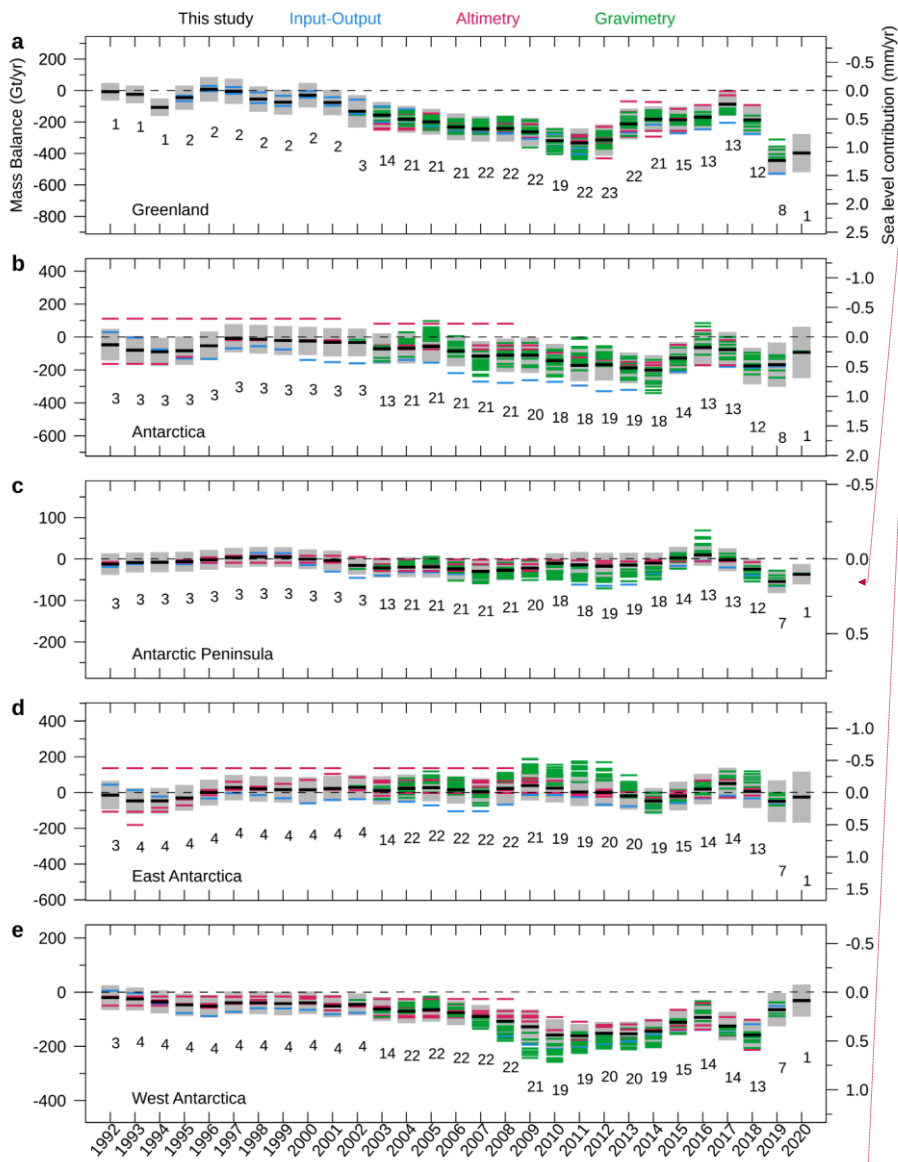 This study Input-Output Altimetry Gravimetry
a
Mass Balance (Gt/yr)
Sea level contribution (mm/yr)
200
0
-200
-400
-600
-800
-0.5
0.0
0.5
1.0
1.5
2.0
2.5
1 1 1 2 2 2 2 2 2 2 3 14 21 21 21 22 22 22 19 22 23 22 21 15 13 13 12 8 1
Greenland
b
400
200
0
-200
-400
-600
-1.0
-0.5
0.0
0.5
1.0
1.5
2.0
3 3 3 3 3 3 3 3 3 3 3 13 21 21 21 21 21 20 18 18 19 19 18 14 13 13 12 8 1
Antarctica
c
100
0
-100
-200
-0.5
0.0
0.5
3 3 3 3 3 3 3 3 3 3 3 13 21 21 21 21 21 20 18 18 19 19 18 14 13 13 12 7 1
Antarctic Peninsula
d
400
200
0
-200
-400
-600
-1.0
-0.5
0.0
0.5
1.0
1.5
3 4 4 4 4 4 4 4 4 4 4 14 22 22 22 22 22 21 19 19 20 20 19 15 14 14 13 7 1
East Antarctica
e
200
0
-200
-400
-0.5
0.0
0.5
1.0
3 4 4 4 4 4 4 4 4 4 4 14 22 22 22 22 22 21 19 19 20 20 19 15 14 14 13 7 1
West Antarctica
1992 1993 1994 1995 1996 1997 1998 1999 2000 2001 2002 2003 2004 2005 2006 2007 2008 2009 2010 2011 2012 2013 2014 2015 2016 2017 2018 2019 2020